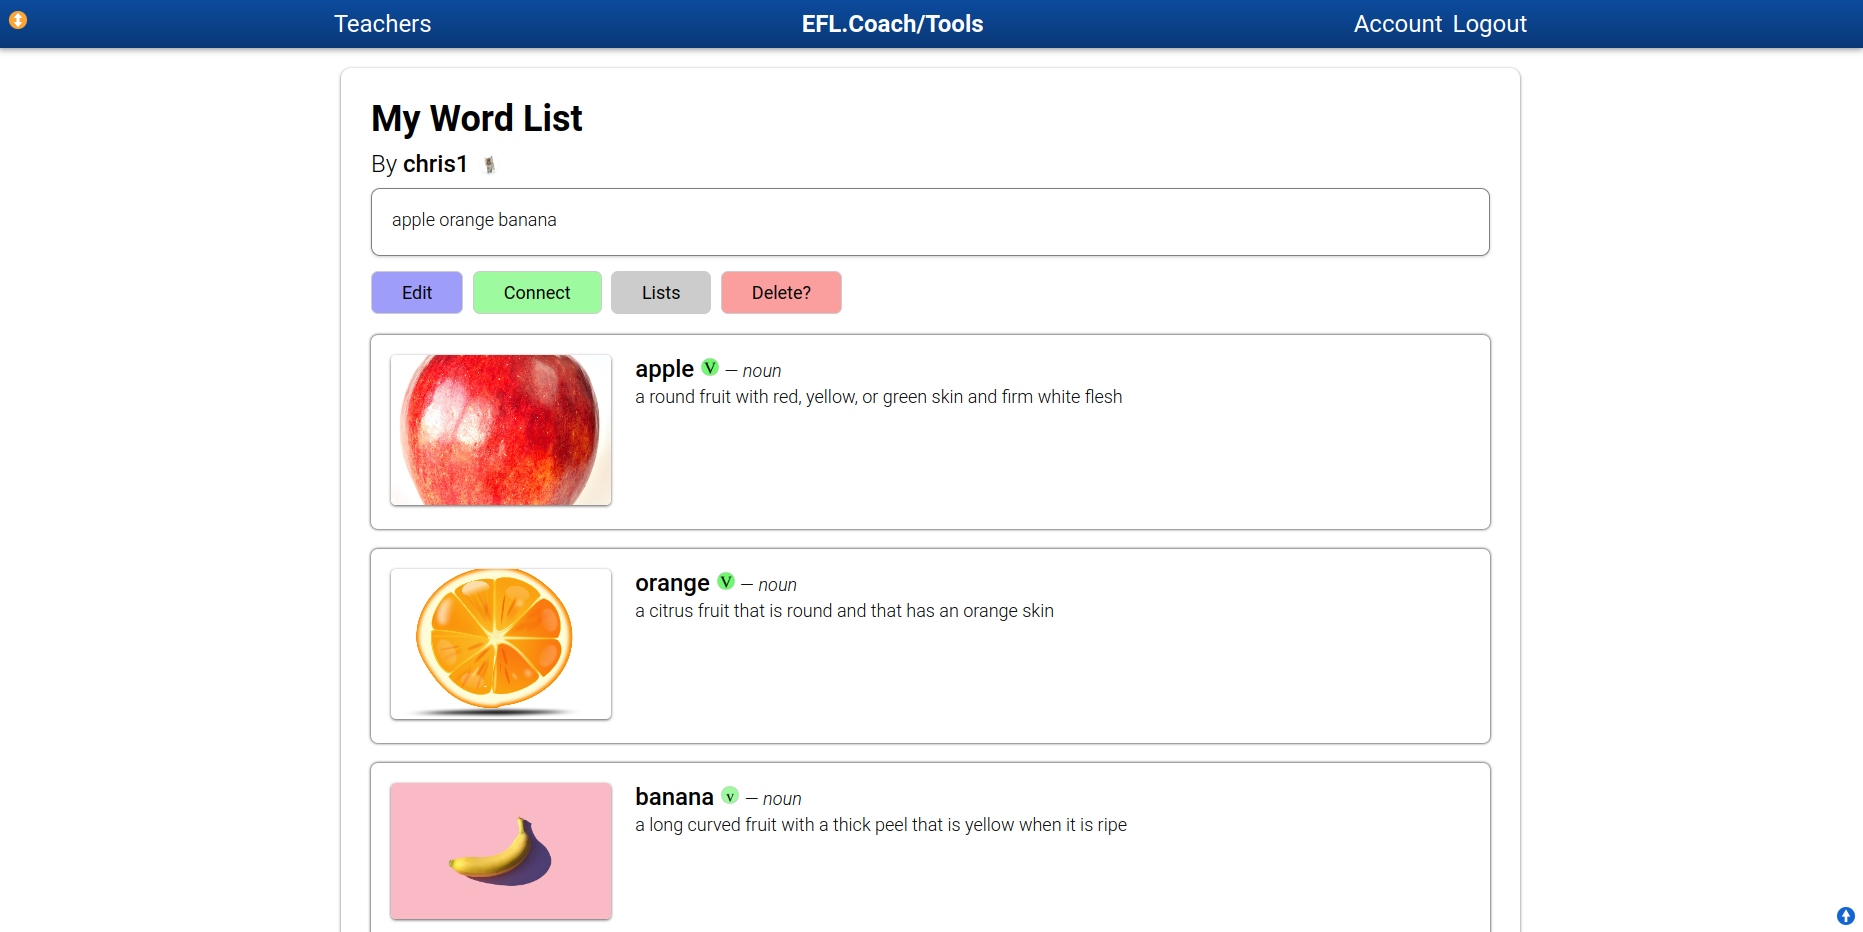 Teachers EFL.Coach/Tools Account Logout
My Word List
By chris1
apple orange banana
Edit Connect Lists Delete?
apple V – noun
a round fruit with red, yellow, or green skin and firm white flesh
orange V – noun
a citrus fruit that is round and that has an orange skin
banana v – noun
a long curved fruit with a thick peel that is yellow when it is ripe